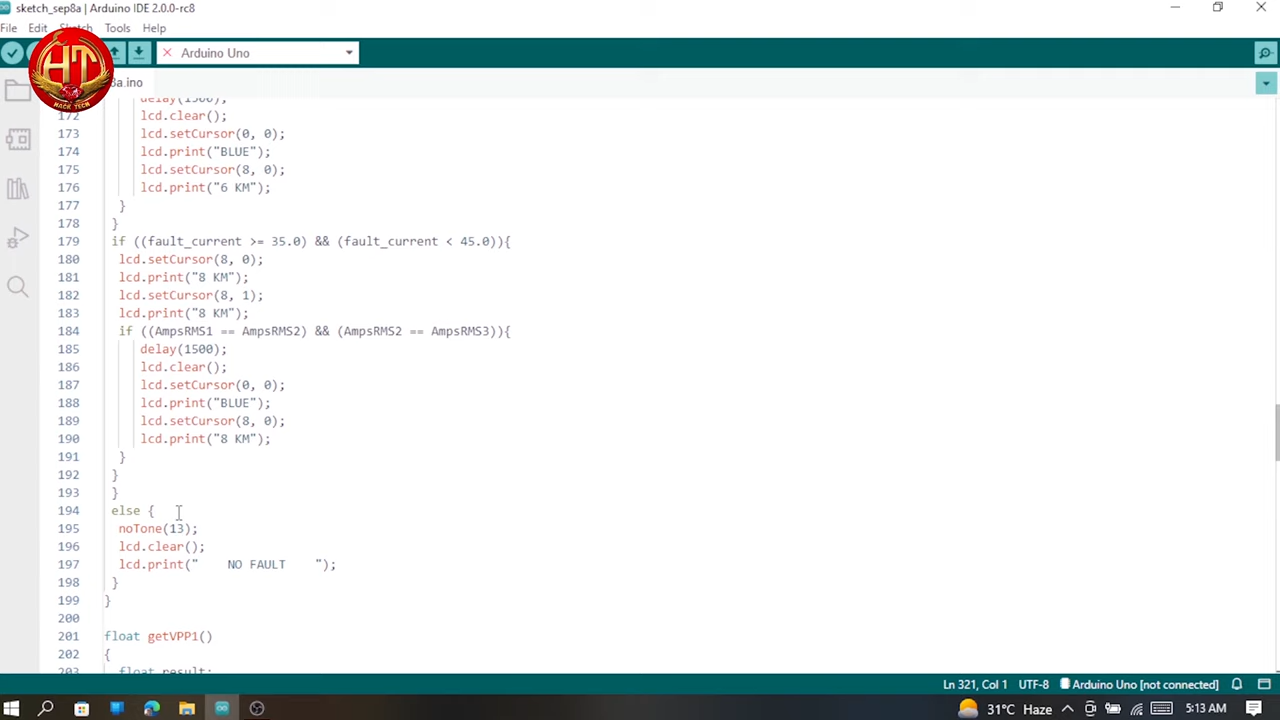 sketch_sep8a | Arduino IDE 2.0.0-rc8
File Edit Sketch Tools Help
Arduino Uno
8a.ino
HT
HACK TECH
delay(1500);
172 lcd.clear();
173 lcd.setCursor(0, 0);
174 lcd.print("BLUE");
175 lcd.setCursor(8, 0);
176 lcd.print("6 KM");
177 }
178 }
179 if ((fault_current >= 35.0) && (fault_current < 45.0)){
180 lcd.setCursor(8, 0);
181 lcd.print("8 KM");
182 lcd.setCursor(8, 1);
183 lcd.print("8 KM");
184 if ((AmpsRMS1 == AmpsRMS2) && (AmpsRMS2 == AmpsRMS3)){
185 delay(1500);
186 lcd.clear();
187 lcd.setCursor(0, 0);
188 lcd.print("BLUE");
189 lcd.setCursor(8, 0);
190 lcd.print("8 KM");
191 }
192 }
193 }
194 else {
195 noTone(13);
196 lcd.clear();
197 lcd.print("    NO FAULT    ");
198 }
199 }
200
201 float getVPP1()
202 {
203 float result;
Ln 321, Col 1 UTF-8 Arduino Uno [not connected]
31°C Haze 5:13 AM